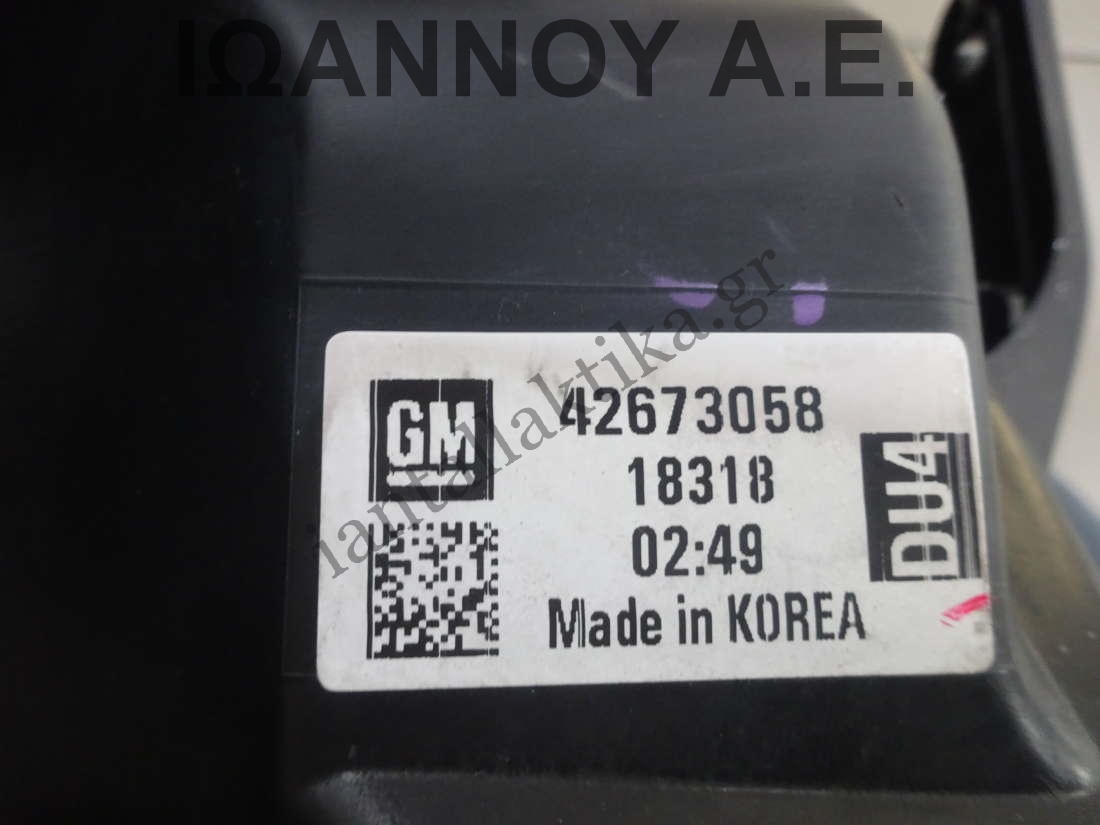 ΙΩΑΝΝΟΥ Α.Ε.
iantallaktika.gr
GM
42673058
18318
02:49
DU4
Made in KOREA